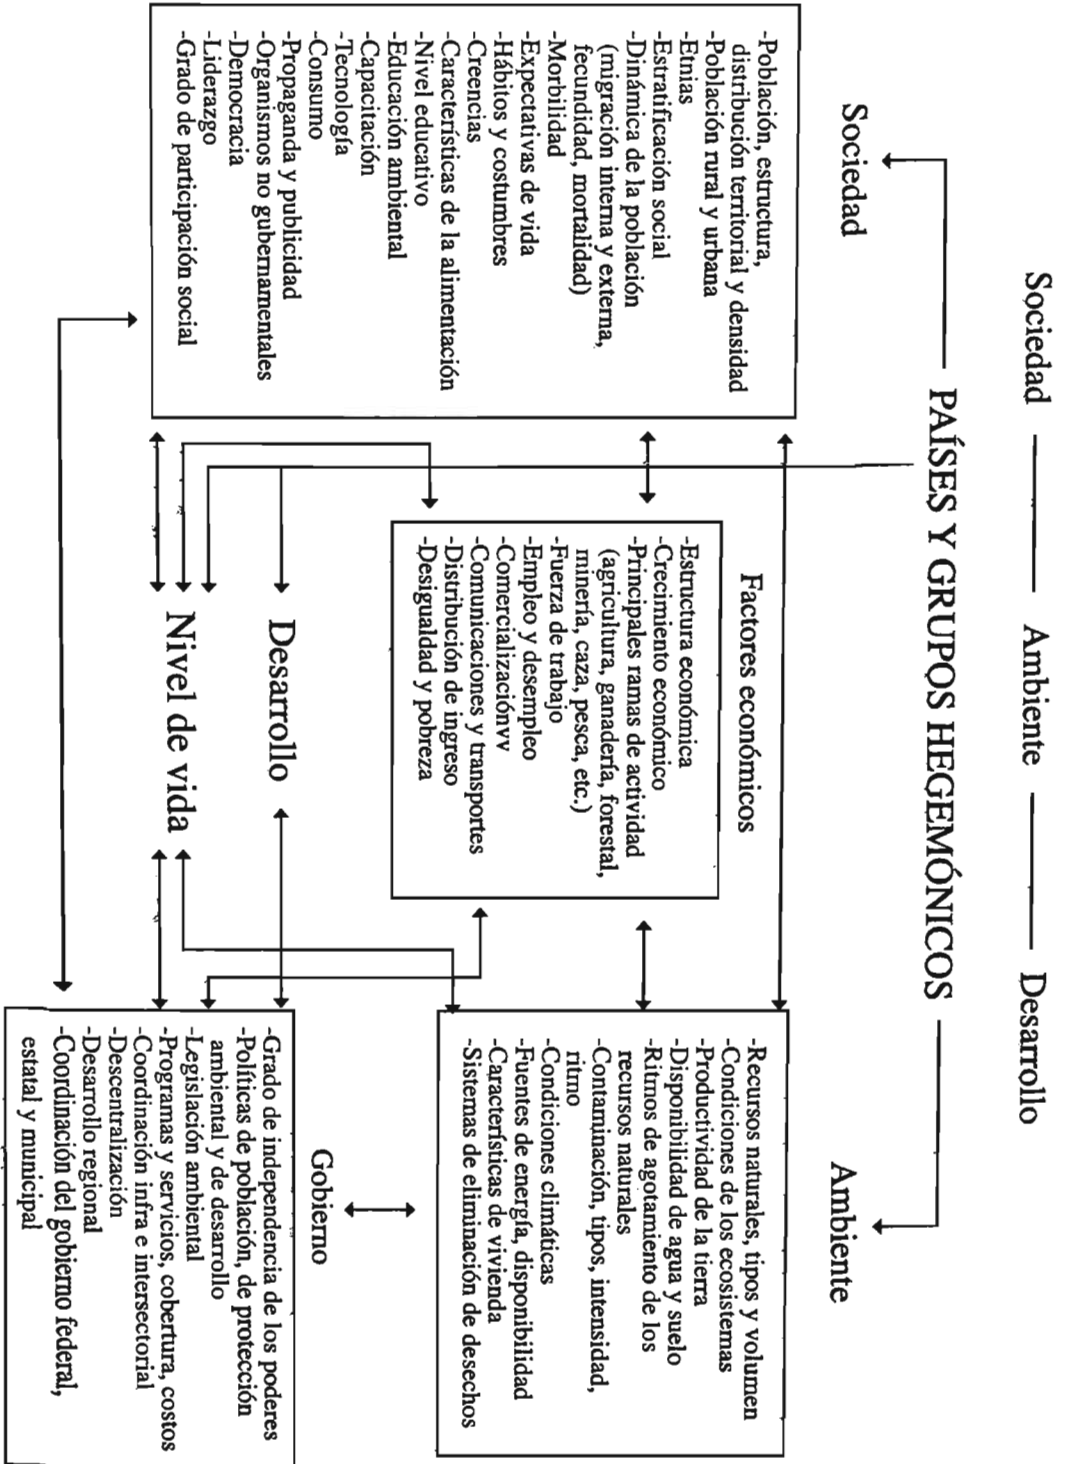 Sociedad — Ambiente — Desarrollo
PAÍSES Y GRUPOS HEGEMÓNICOS
Sociedad
-Población, estructura,
distribución territorial y densidad
-Población rural y urbana
-Etnias
-Estratificación social
-Dinámica de la población
(migración interna y externa,
fecundidad, mortalidad)
-Morbilidad
-Expectativas de vida
-Hábitos y costumbres
-Creencias
-Características de la alimentación
-Nivel educativo
-Educación ambiental
-Capacitación
-Tecnología
-Consumo
-Propaganda y publicidad
-Organismos no gubernamentales
-Democracia
-Liderazgo
-Grado de participación social
Factores económicos
-Estructura económica
-Crecimiento económico
-Principales ramas de actividad
(agricultura, ganadería, forestal,
minería, caza, pesca, etc.)
-Fuerza de trabajo
-Empleo y desempleo
-Comercializaciónvv
-Comunicaciones y transportes
-Distribución de ingreso
-Desigualdad y pobreza
Desarrollo
Nivel de vida
Ambiente
-Recursos naturales, tipos y volumen
-Condiciones de los ecosistemas
-Productividad de la tierra
-Disponibilidad de agua y suelo
-Ritmos de agotamiento de los
recursos naturales
-Contaminación, tipos, intensidad,
ritmo
-Condiciones climáticas
-Fuentes de energía, disponibilidad
-Características de vivienda
-Sistemas de eliminación de desechos
Gobierno
-Grado de independencia de los poderes
-Políticas de población, de protección
ambiental y de desarrollo
-Legislación ambiental
-Programas y servicios, cobertura, costos
-Coordinación infra e intersectorial
-Descentralización
-Desarrollo regional
-Coordinación del gobierno federal,
estatal y municipal